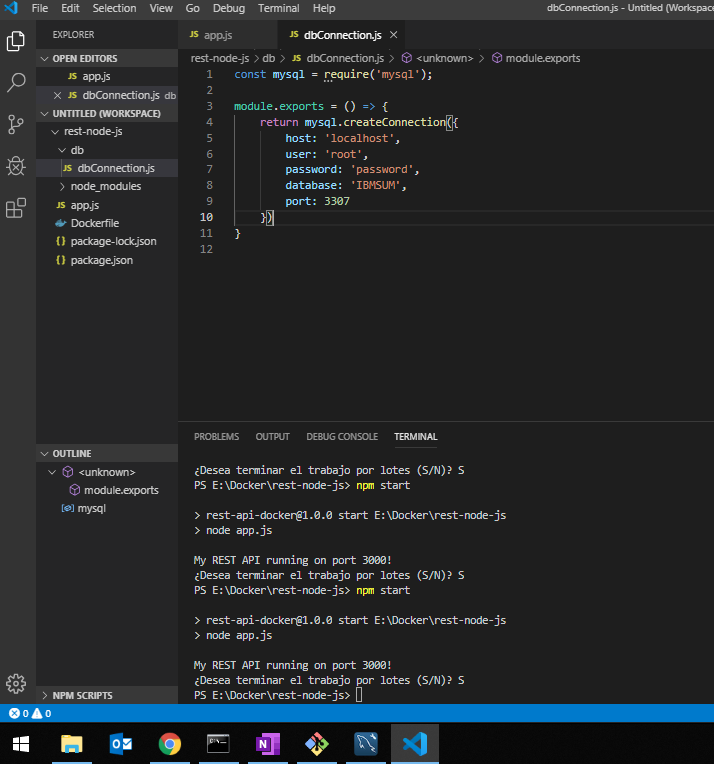 File Edit Selection View Go Debug Terminal Help dbConnection.js - Untitled (Workspac
EXPLORER
OPEN EDITORS
JS app.js
JS dbConnection.js db
UNTITLED (WORKSPACE)
rest-node-js
db
JS dbConnection.js
node_modules
JS app.js
Dockerfile
{} package-lock.json
{} package.json
OUTLINE
<unknown>
module.exports
mysql
NPM SCRIPTS
JS app.js JS dbConnection.js
rest-node-js > db > JS dbConnection.js > <unknown> > module.exports
1 const mysql = require('mysql');
2
3 module.exports = () => {
4 return mysql.createConnection({
5 host: 'localhost',
6 user: 'root',
7 password: 'password',
8 database: 'IBMSUM',
9 port: 3307
10 })
11 }
12
PROBLEMS OUTPUT DEBUG CONSOLE TERMINAL
¿Desea terminar el trabajo por lotes (S/N)? S
PS E:\Docker\rest-node-js> npm start
> rest-api-docker@1.0.0 start E:\Docker\rest-node-js
> node app.js
My REST API running on port 3000!
¿Desea terminar el trabajo por lotes (S/N)? S
PS E:\Docker\rest-node-js> npm start
> rest-api-docker@1.0.0 start E:\Docker\rest-node-js
> node app.js
My REST API running on port 3000!
¿Desea terminar el trabajo por lotes (S/N)? S
PS E:\Docker\rest-node-js>
0 0